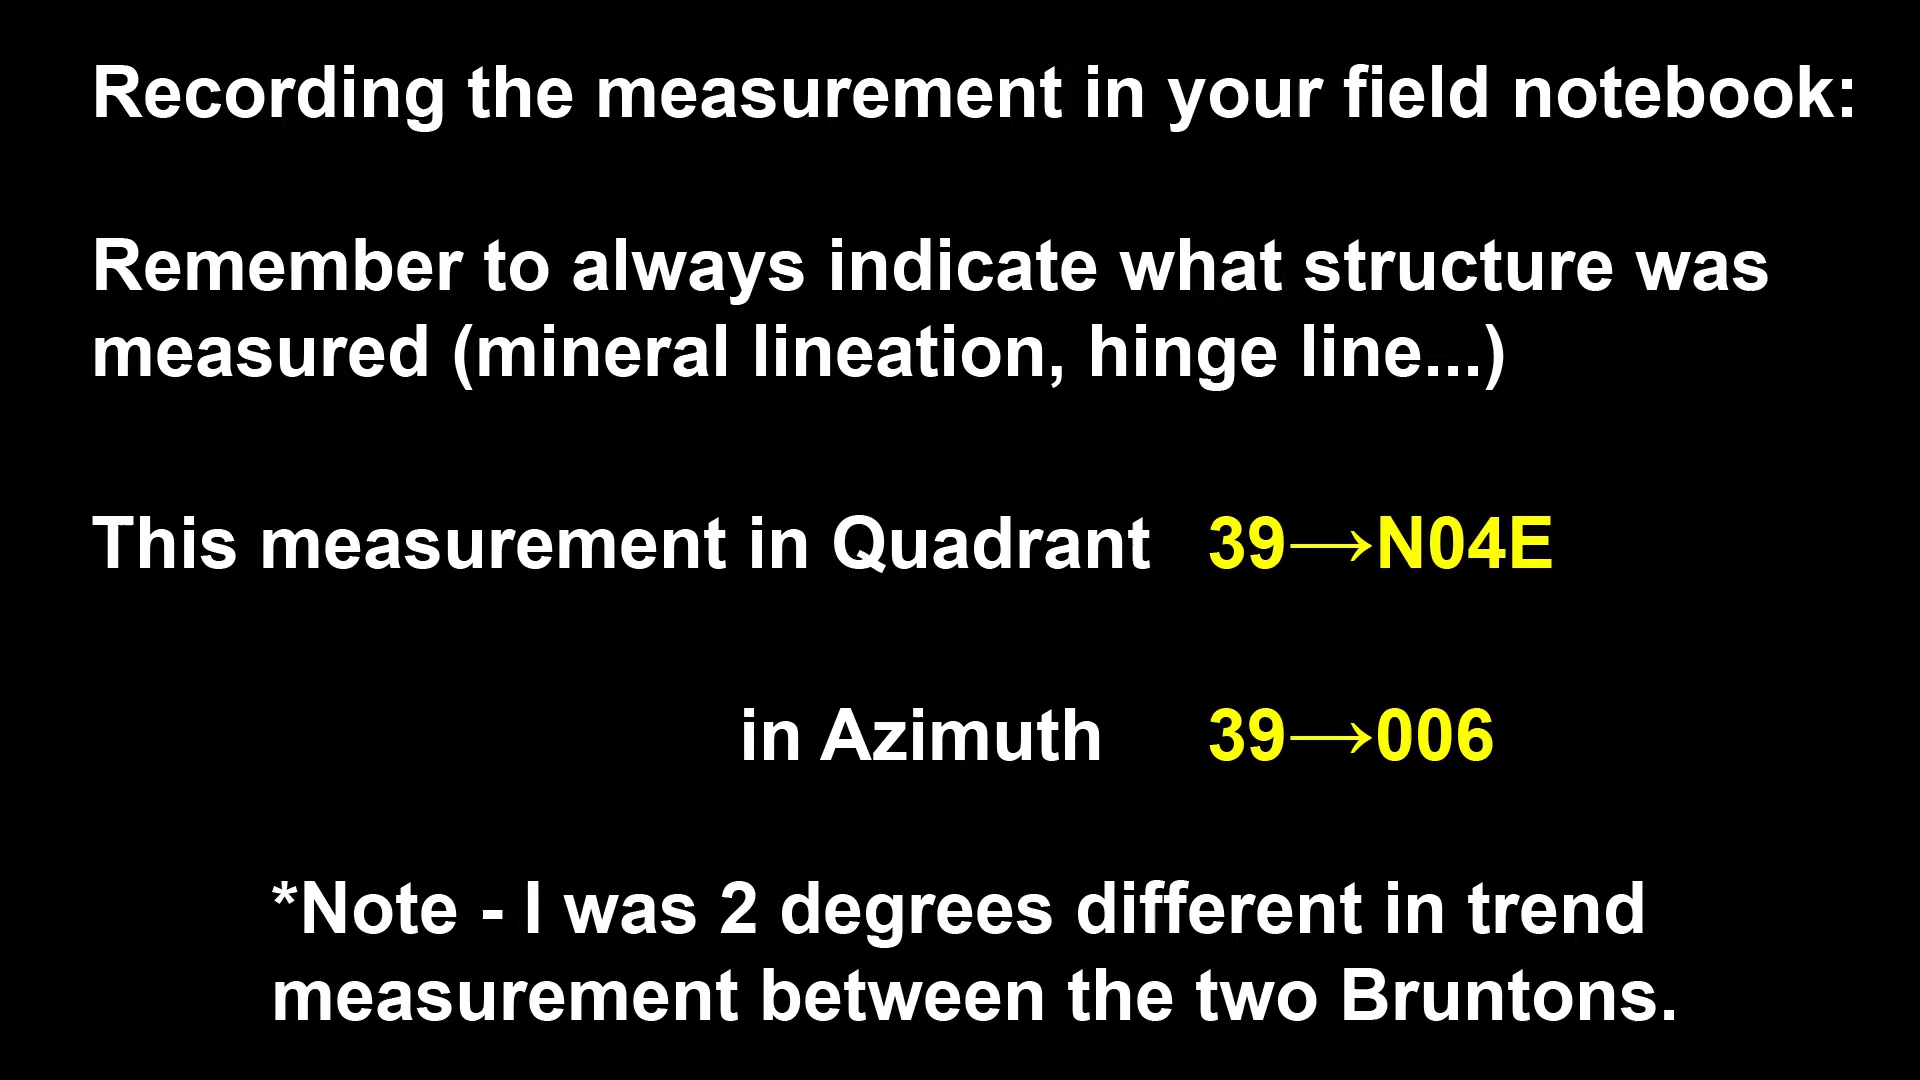 Recording the measurement in your field notebook:
Remember to always indicate what structure was
measured (mineral lineation, hinge line...)
This measurement in Quadrant 39→N04E
in Azimuth 39→006
*Note - I was 2 degrees different in trend
measurement between the two Bruntons.